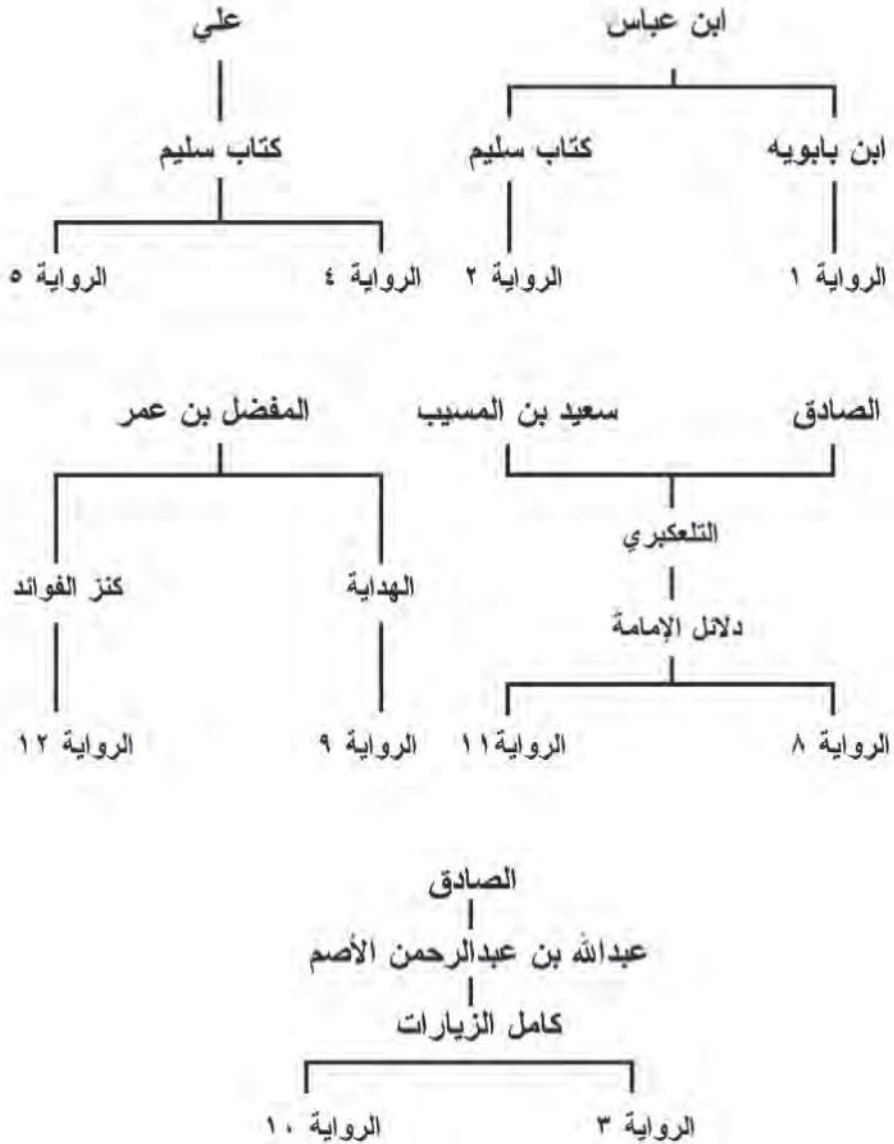 ابن عباس علي
ابن بابويه كتاب سليم كتاب سليم
الرواية ١ الرواية ٢ الرواية ٤ الرواية ٥
الصادق سعيد بن المسيب المفضل بن عمر
التلعكبري
الهداية كنز الفوائد
دلائل الإمامة
الرواية ٨ الرواية١١ الرواية ٩ الرواية ١٢
الصادق
عبدالله بن عبدالرحمن الأصم
كامل الزيارات
الرواية ٣ الرواية ١٠